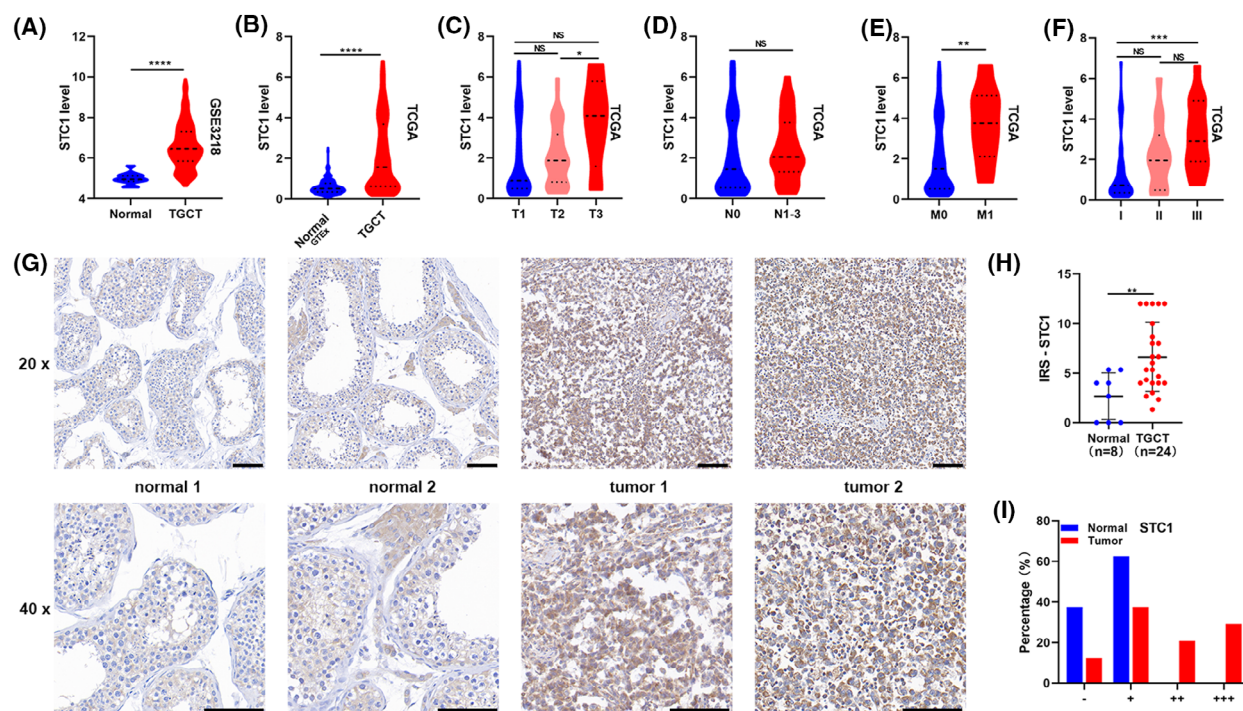 (A)
12
10
8
6
4
STC1 level
****
GSE3218
Normal
TGCT
(B)
8
6
4
2
0
STC1 level
****
TCGA
Normal
GTEx
TGCT
(C)
8
6
4
2
0
STC1 level
NS
NS
*
TCGA
T1
T2
T3
(D)
8
6
4
2
0
STC1 level
NS
TCGA
N0
N1-3
(E)
8
6
4
2
0
STC1 level
**
TCGA
M0
M1
(F)
8
6
4
2
0
STC1 level
***
NS
NS
TCGA
I
II
III
(G)
20 x
normal 1
normal 2
tumor 1
tumor 2
40 x
(H)
15
10
5
0
IRS - STC1
**
Normal
(n=8)
TGCT
(n=24)
(I)
80
60
40
20
0
Percentage (%)
Normal
STC1
Tumor
-
+
++
+++